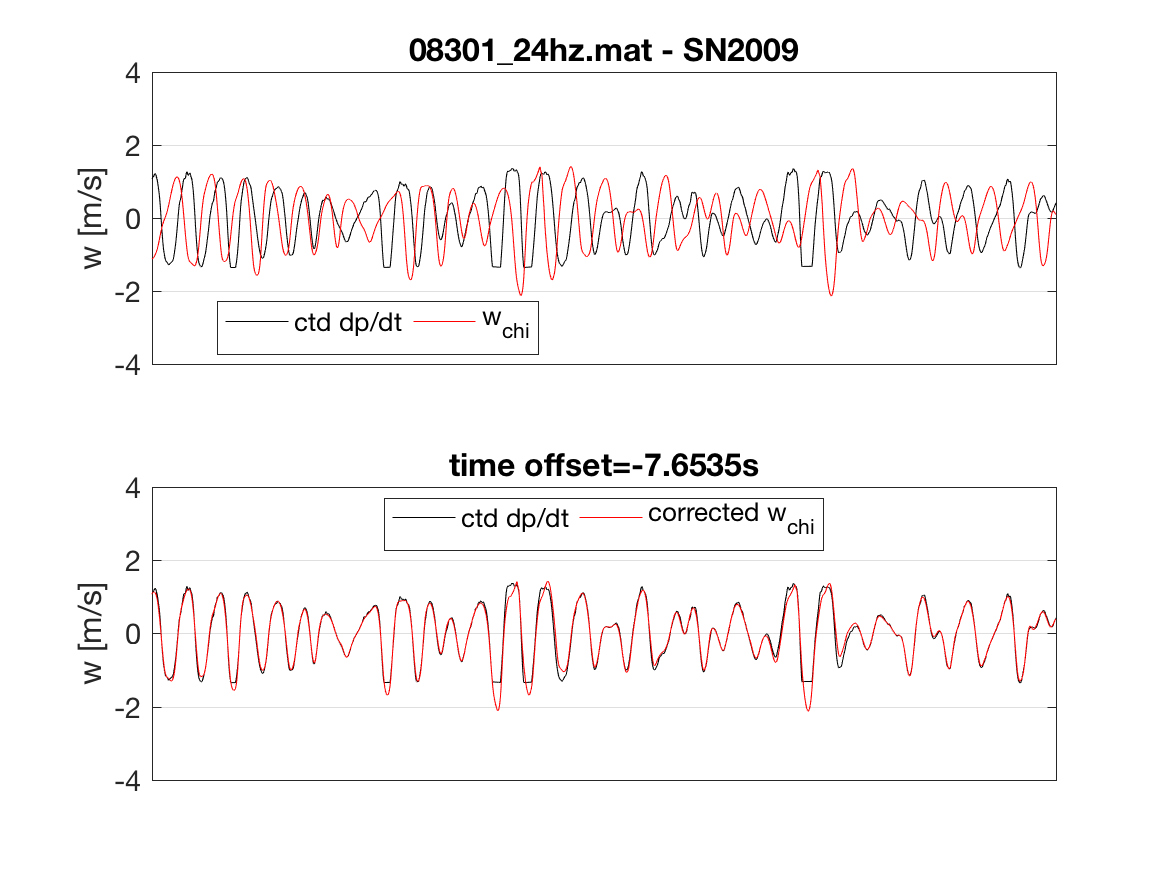 08301_24hz.mat - SN2009
4
2
0
-2
-4
w [m/s]
ctd dp/dt
w_chi
time offset=-7.6535s
4
2
0
-2
-4
w [m/s]
ctd dp/dt
corrected w_chi